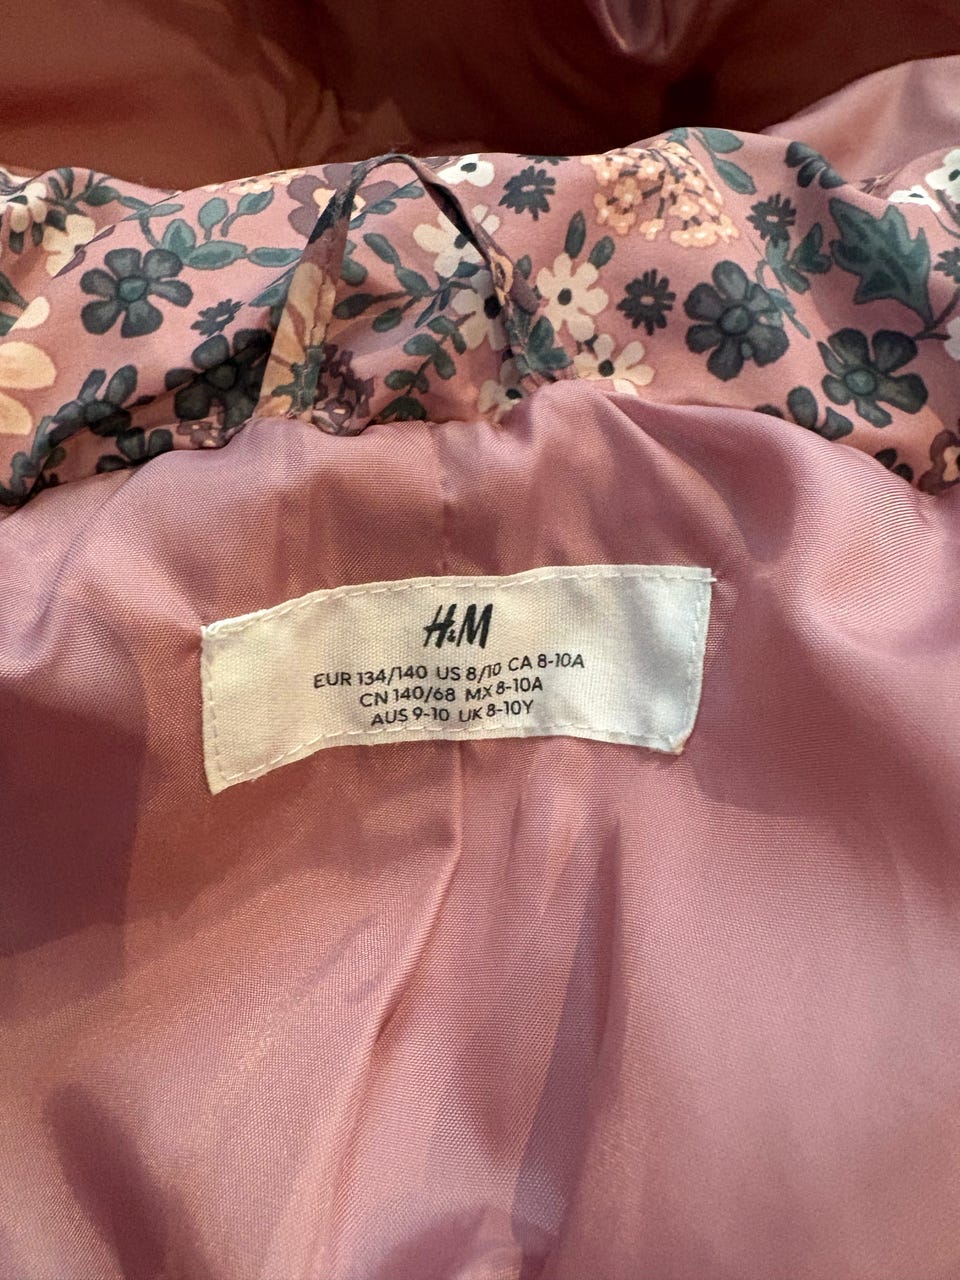 H&M
EUR 134/140 US 8/10 CA 8-10A
CN 140/68 MX 8-10A
AUS 9-10 UK 8-10Y